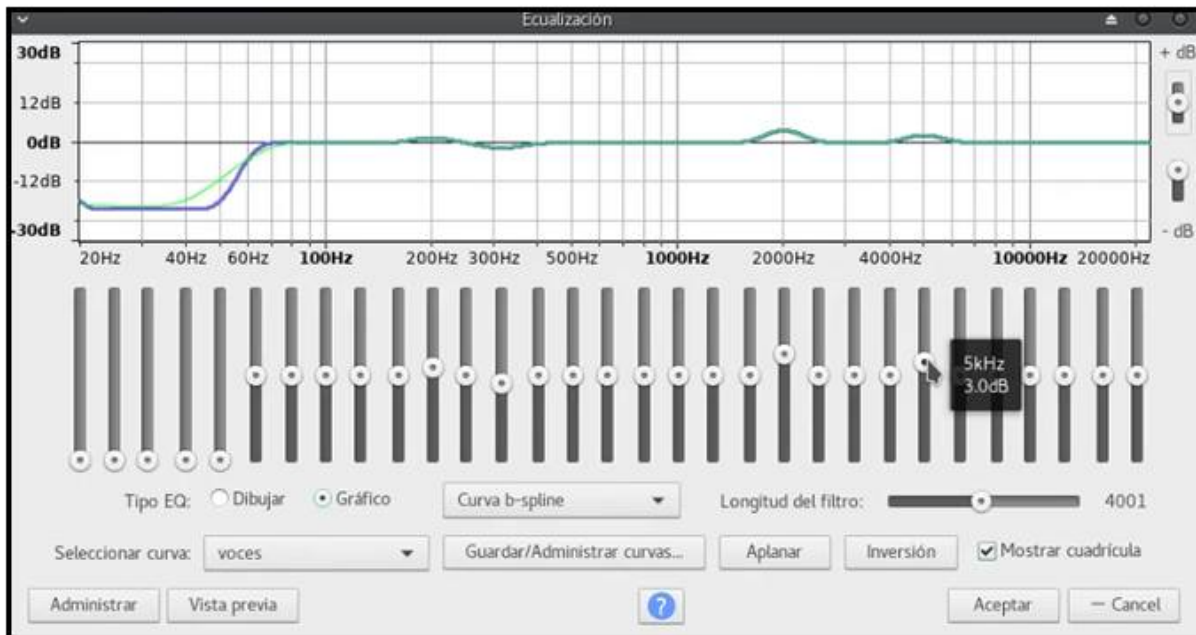 Ecualización
30dB
+ dB
12dB
0dB
-12dB
-30dB
- dB
20Hz 40Hz 60Hz 100Hz 200Hz 300Hz 500Hz 1000Hz 2000Hz 4000Hz 10000Hz 20000Hz
5kHz
3.0dB
Tipo EQ: Dibujar Gráfico Curva b-spline Longitud del filtro: 4001
Seleccionar curva: voces Guardar/Administrar curvas... Aplanar Inversión Mostrar cuadrícula
Administrar Vista previa ? Aceptar — Cancel